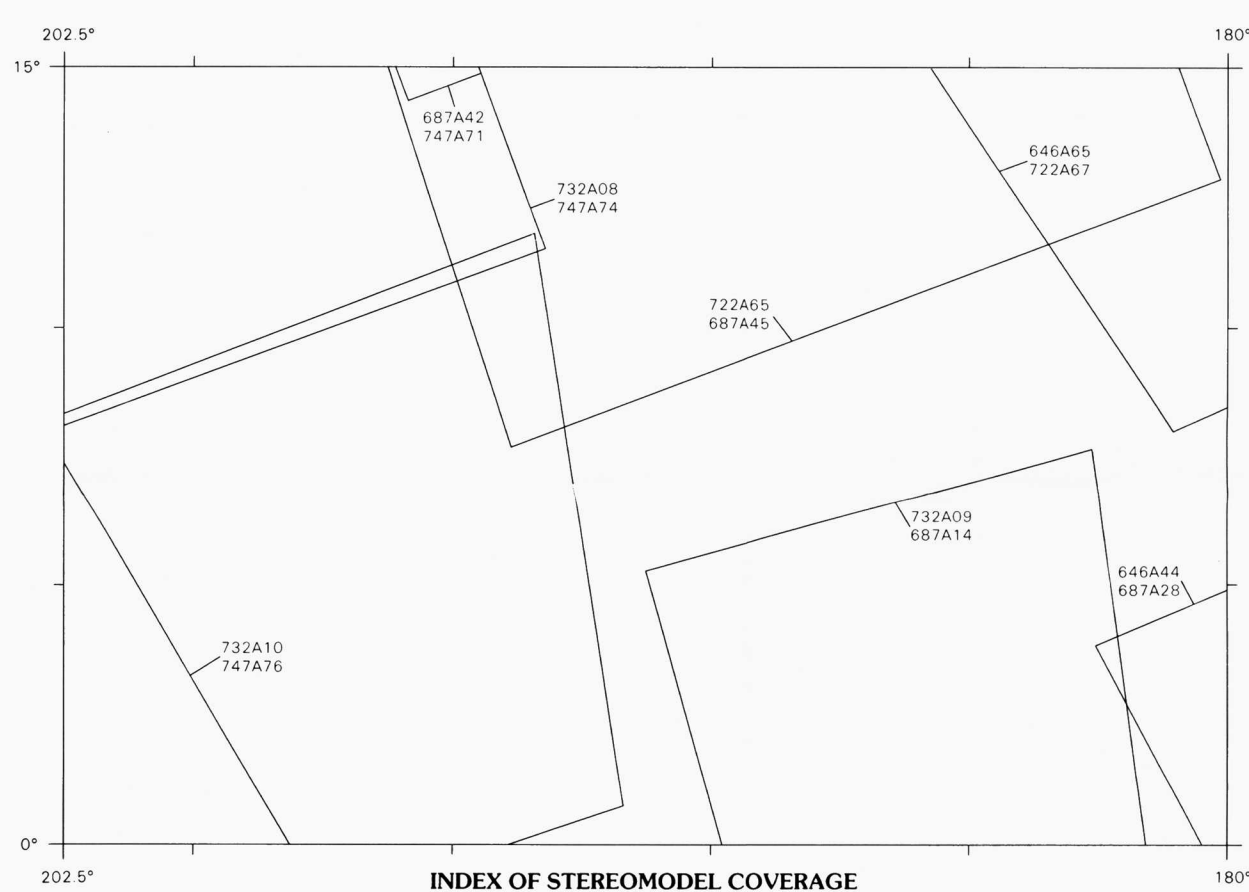 202.5°
180°
15°
687A42
747A71
646A65
722A67
732A08
747A74
722A65
687A45
732A09
687A14
646A44
687A28
732A10
747A76
0°
202.5°
180°
INDEX OF STEREOMODEL COVERAGE